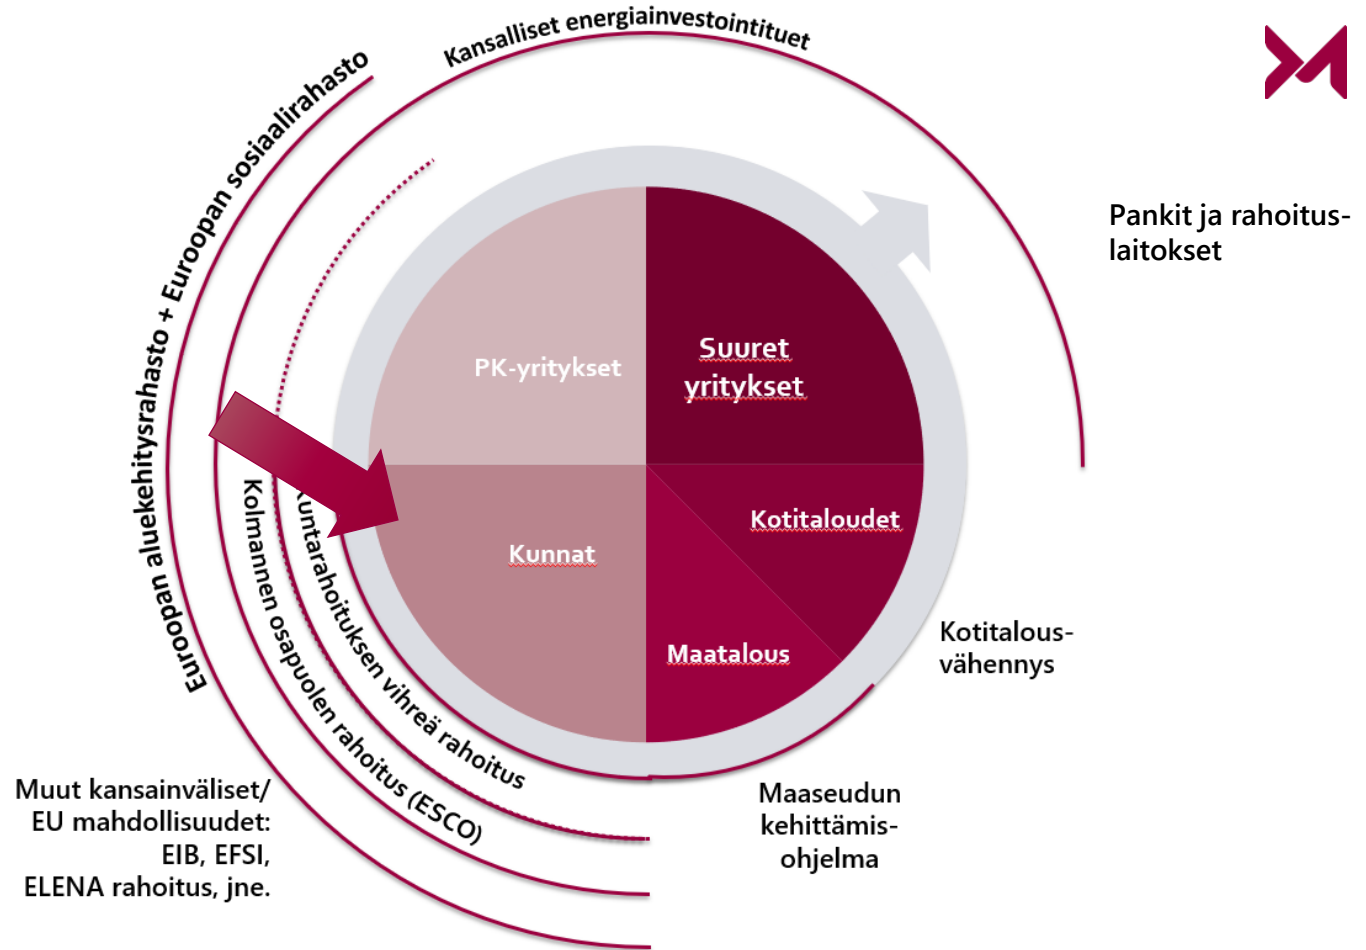 Kansalliset energiainvestointituet
Euroopan aluekehitysrahasto + Euroopan sosiaalirahasto
Pankit ja rahoitus-
laitokset
PK-yritykset
Suuret
yritykset
Kotitaloudet
Kunnat
Maatalous
Kolmannen osapuolen rahoitus (ESCO)
Kuntarahoituksen vihreä rahoitus
Kotitalous-
vähennys
Maaseudun
kehittämis-
ohjelma
Muut kansainväliset/
EU mahdollisuudet:
EIB, EFSI,
ELENA rahoitus, jne.